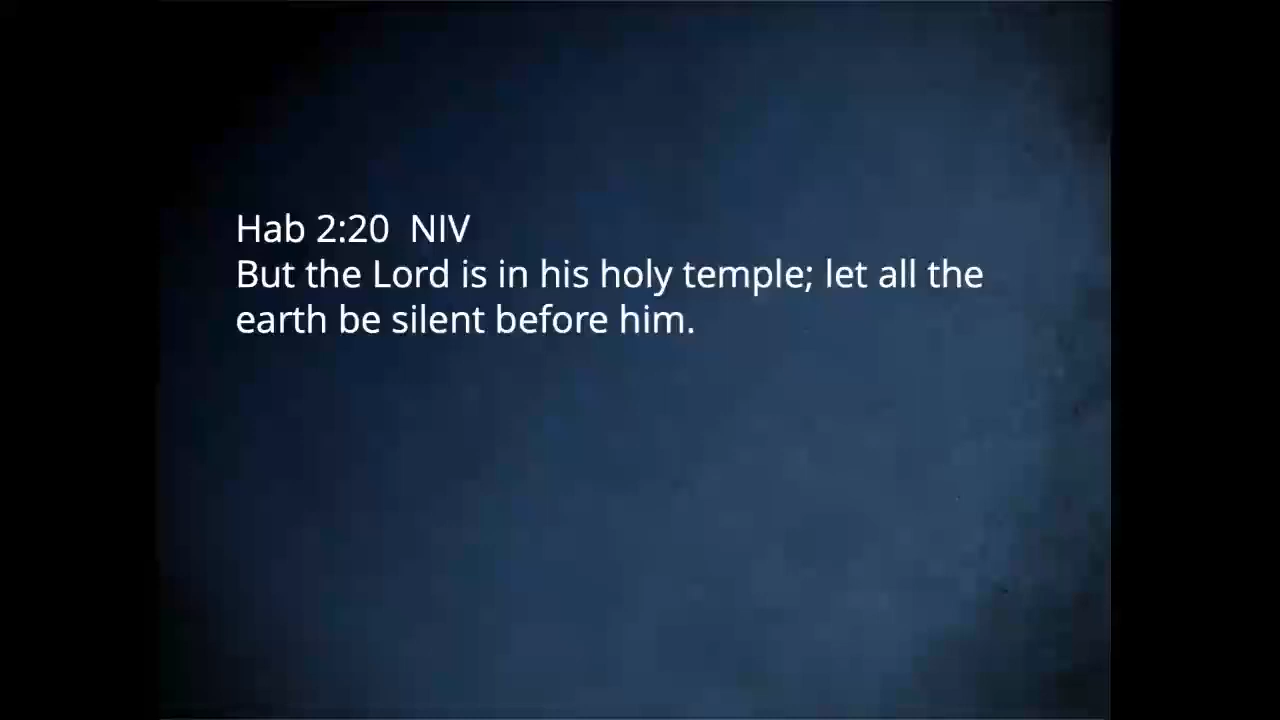 Hab 2:20  NIV
But the Lord is in his holy temple; let all the
earth be silent before him.